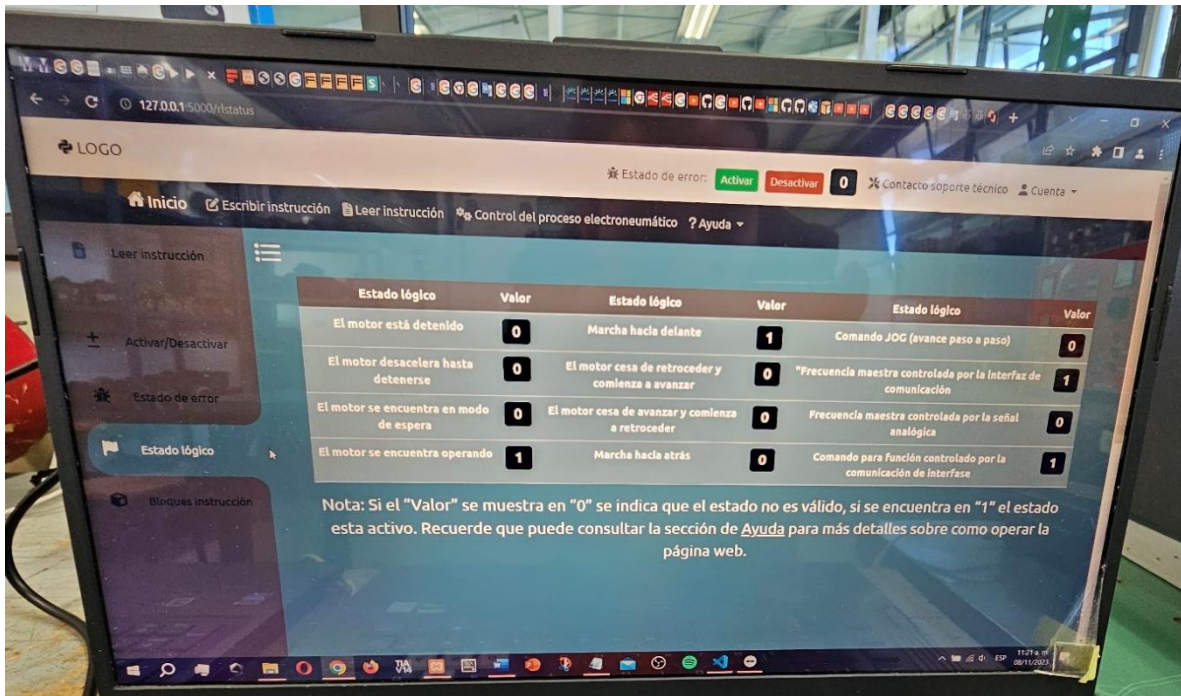 127.0.0.1:5000/rlstatus
LOGO
Estado de error: Activar Desactivar 0 Contacto soporte técnico Cuenta
Inicio Escribir instrucción Leer instrucción Control del proceso electroneumático ? Ayuda
Leer instrucción
Activar/Desactivar
Estado de error
Estado lógico
Bloques instrucción
Estado lógico Valor Estado lógico Valor Estado lógico Valor
El motor está detenido 0 Marcha hacia delante 1 Comando JOG (avance paso a paso) 0
El motor desacelera hasta
detenerse 0
El motor cesa de retroceder y
comienza a avanzar 0
"Frecuencia maestra controlada por la interfaz de
comunicación 1
El motor se encuentra en modo
de espera 0
El motor cesa de avanzar y comienza
a retroceder 0
Frecuencia maestra controlada por la señal
analógica 0
El motor se encuentra operando 1 Marcha hacia atrás 0
Comando para función controlado por la
comunicación de interfase 1
Nota: Si el "Valor" se muestra en "0" se indica que el estado no es válido, si se encuentra en "1" el estado
esta activo. Recuerde que puede consultar la sección de Ayuda para más detalles sobre como operar la
página web.
ESP
11:21 a. m.
08/11/2023